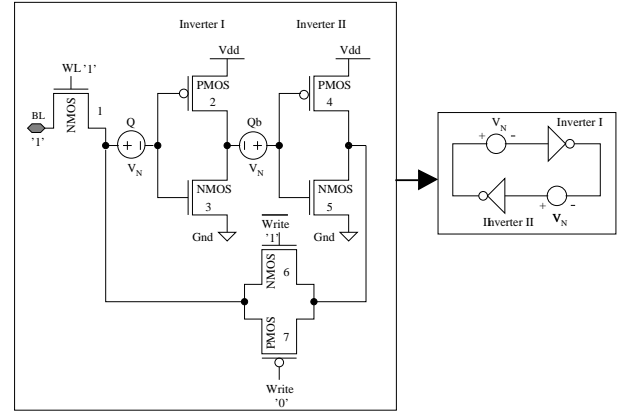 Inverter I
Inverter II
Vdd
Vdd
WL '1'
BL
'1'
NMOS
1
Q
+ -
V_N
PMOS
2
NMOS
3
Gnd
Qb
- +
V_N
PMOS
4
NMOS
5
Gnd
Write
'1'
NMOS
6
PMOS
7
Write
'0'
V_N
+ -
Inverter I
Inverter II
+ -
V_N